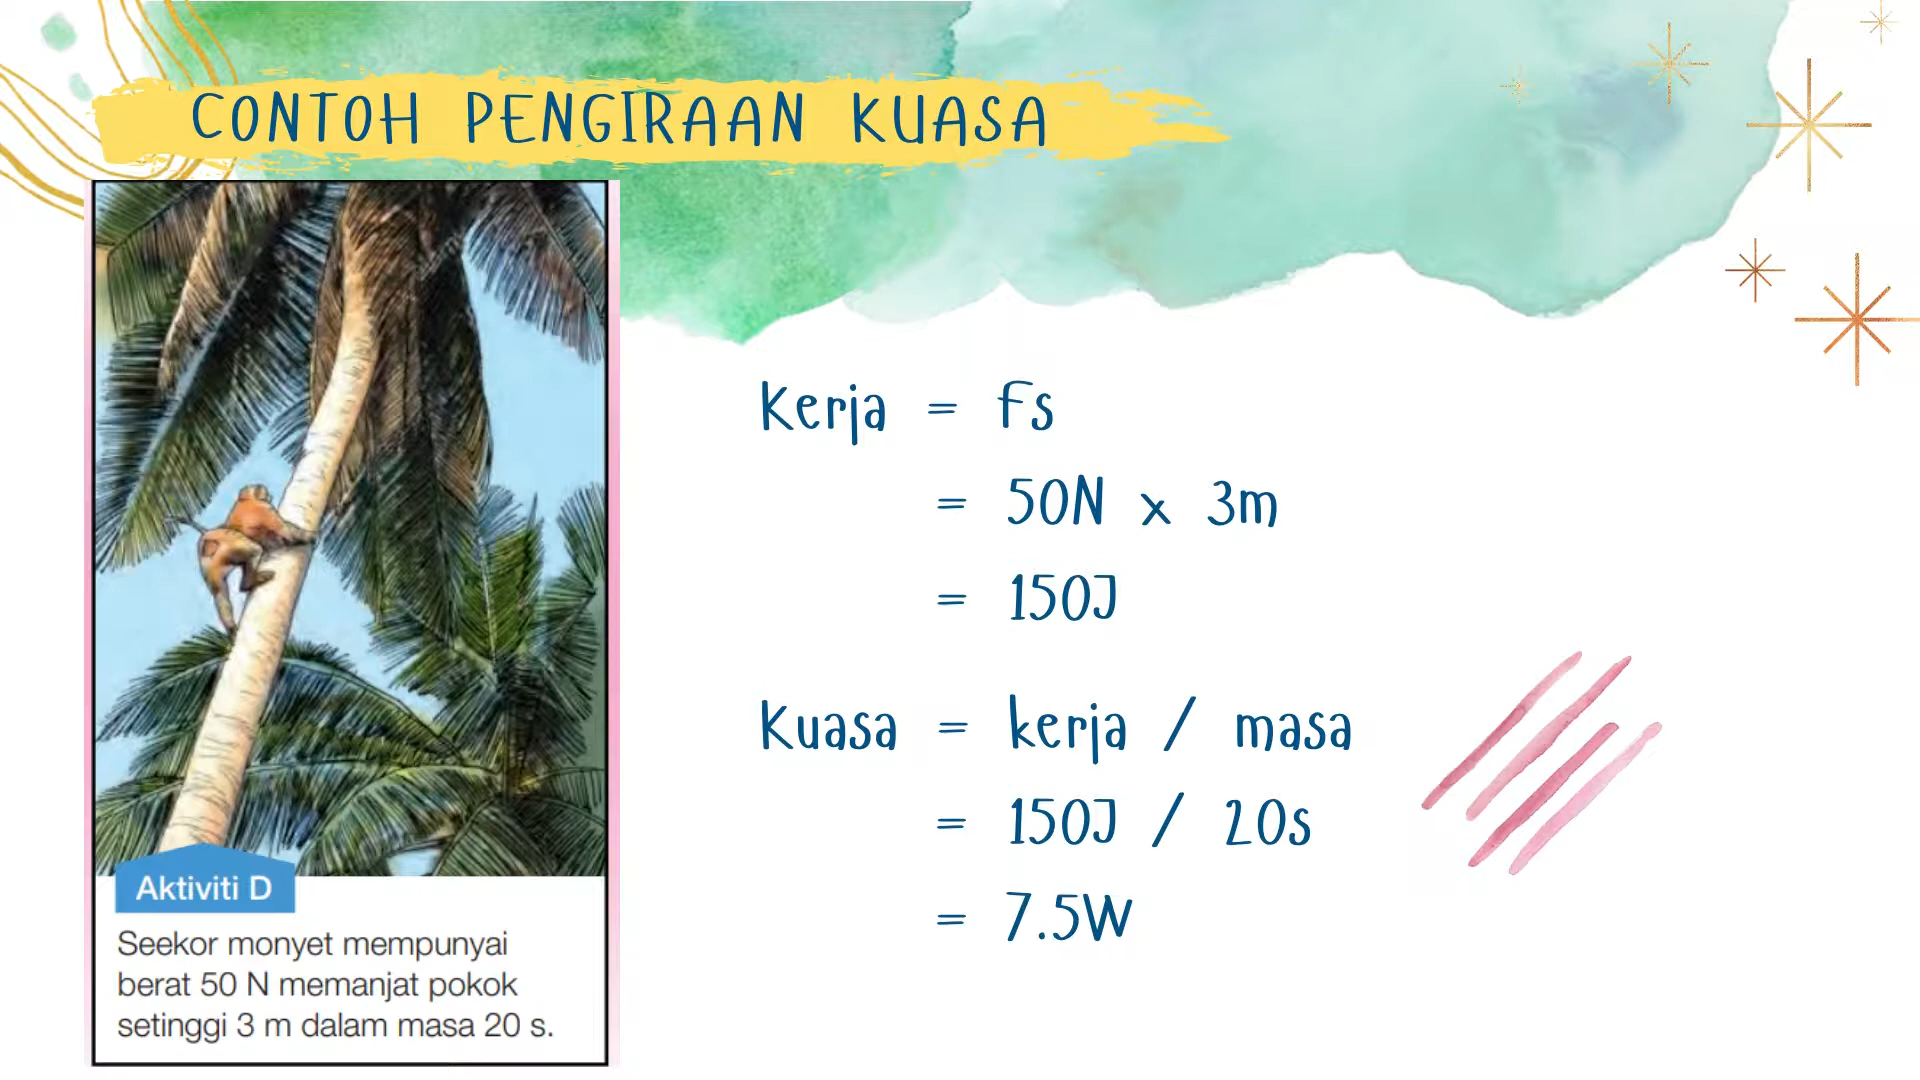 CONTOH PENGIRAAN KUASA
Aktiviti D
Seekor monyet mempunyai
berat 50 N memanjat pokok
setinggi 3 m dalam masa 20 s.
Kerja = Fs
= 50N x 3m
= 150J
Kuasa = kerja / masa
= 150J / 20s
= 7.5W